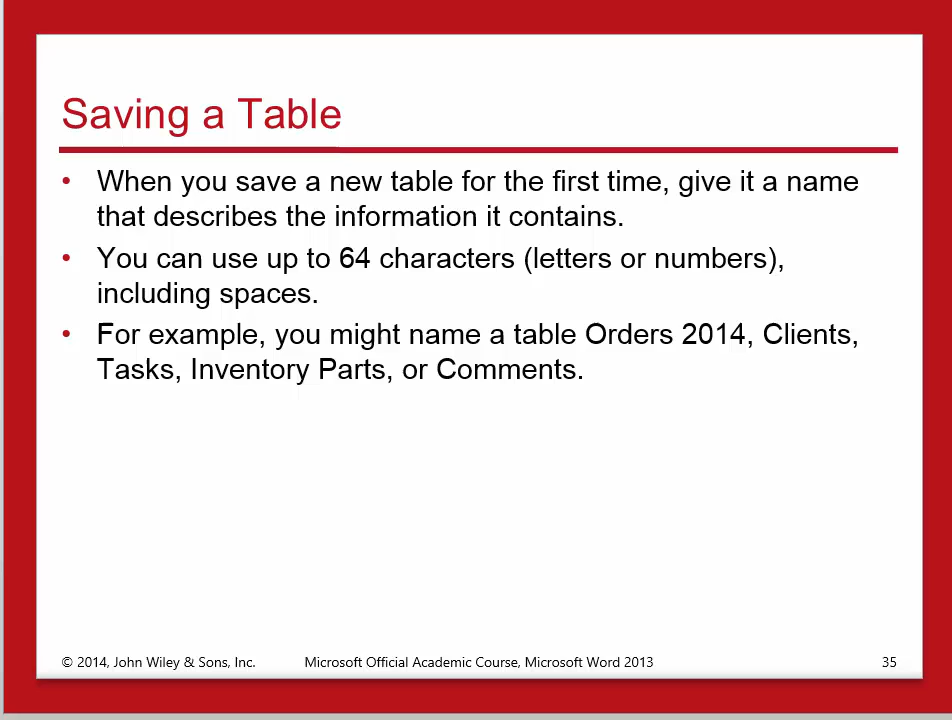 Saving a Table
• When you save a new table for the first time, give it a name
that describes the information it contains.
• You can use up to 64 characters (letters or numbers),
including spaces.
• For example, you might name a table Orders 2014, Clients,
Tasks, Inventory Parts, or Comments.
© 2014, John Wiley & Sons, Inc. Microsoft Official Academic Course, Microsoft Word 2013 35